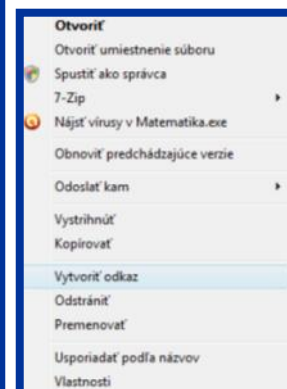 Otvoriť
Otvoriť umiestnenie súboru
Spustiť ako správca
7-Zip
Nájsť vírusy v Matematika.exe
Obnoviť predchádzajúce verzie
Odoslať kam
Vystrihnúť
Kopírovať
Vytvoriť odkaz
Odstrániť
Premenovať
Usporiadať podľa názvov
Vlastnosti